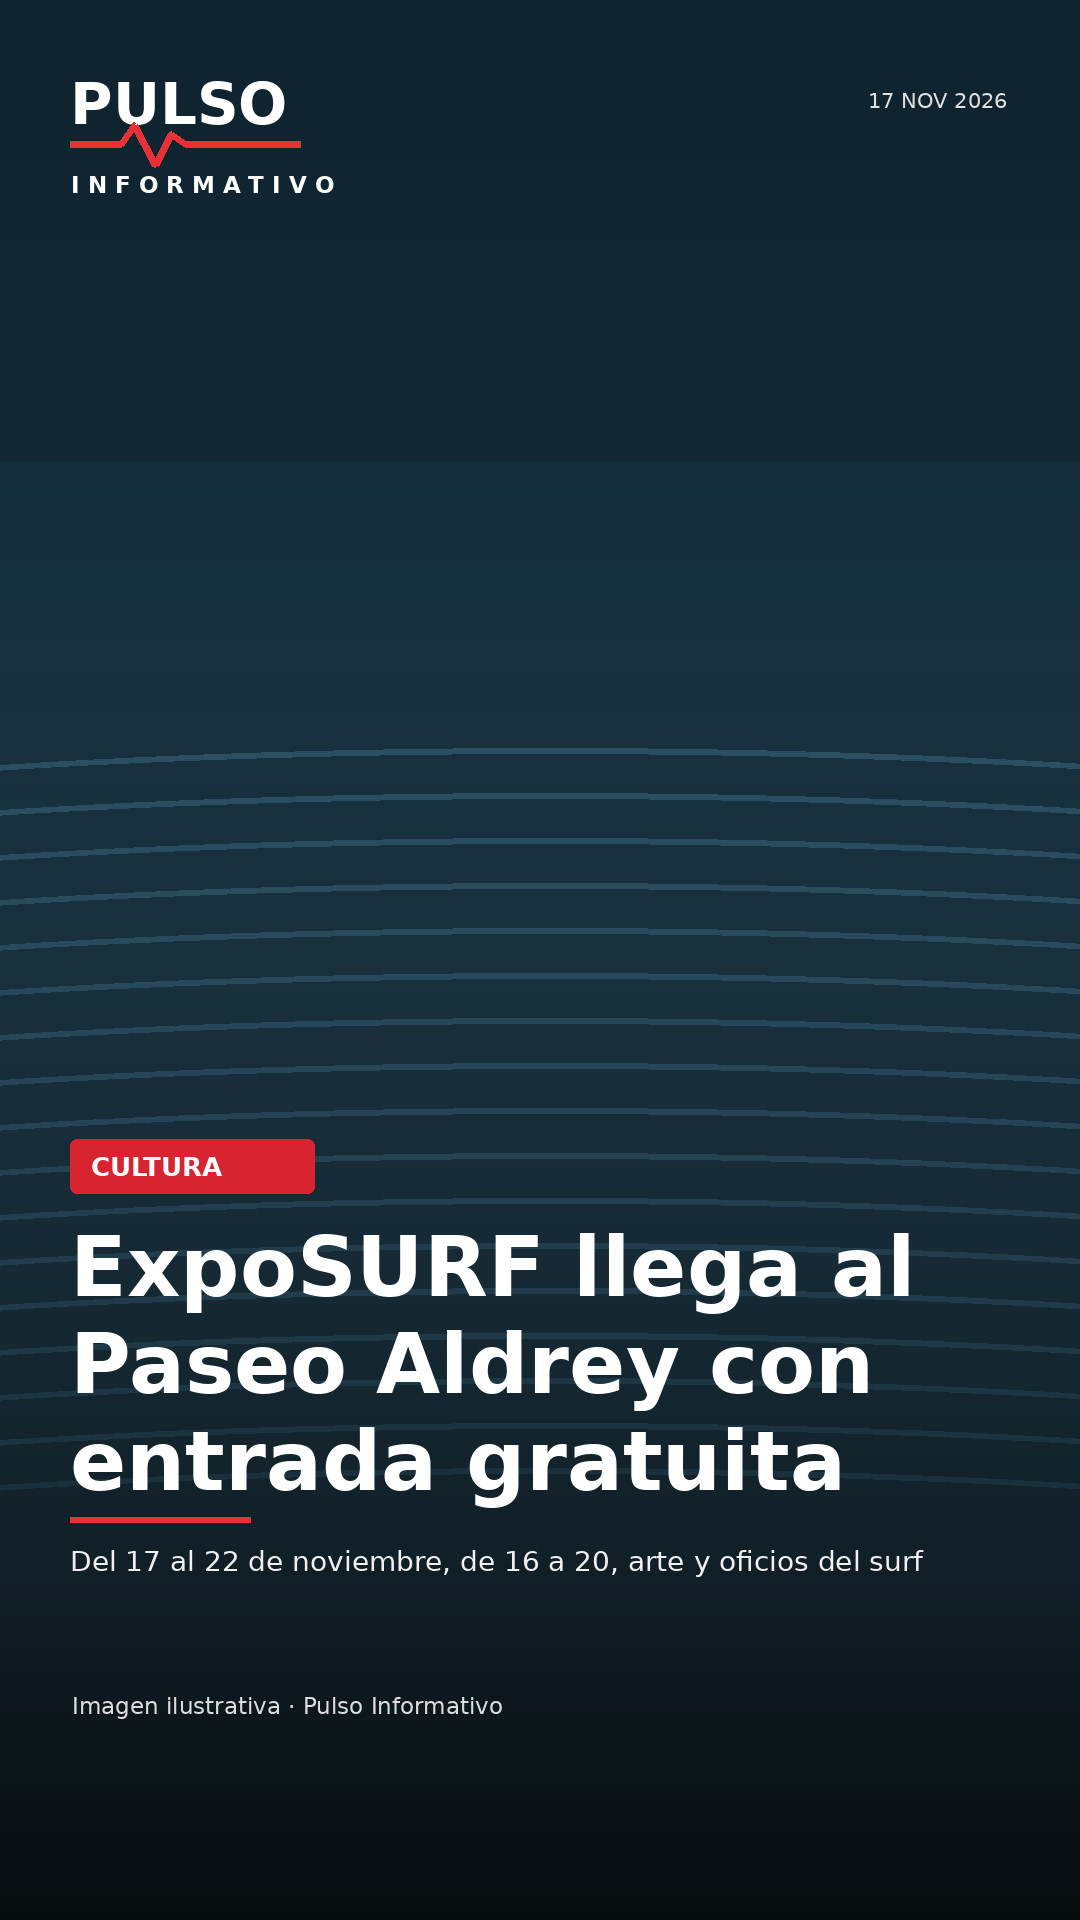 PULSO
INFORMATIVO
17 NOV 2026
CULTURA
ExpoSURF llega al
Paseo Aldrey con
entrada gratuita
Del 17 al 22 de noviembre, de 16 a 20, arte y oficios del surf
Imagen ilustrativa · Pulso Informativo